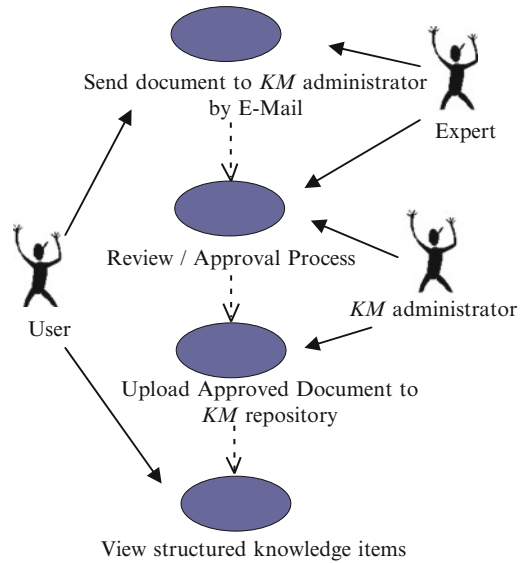 Send document to KM administrator
by E-Mail
Expert
Review / Approval Process
User
KM administrator
Upload Approved Document to
KM repository
View structured knowledge items